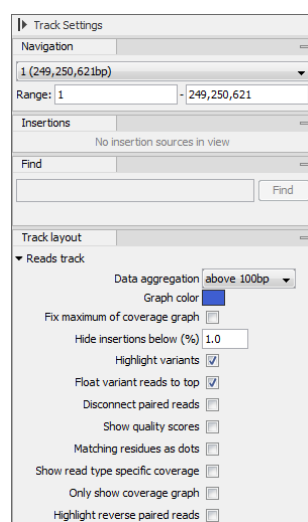 Track Settings
Navigation
1 (249,250,621bp)
Range: 1 - 249,250,621
Insertions
No insertion sources in view
Find
Find
Track layout
Reads track
Data aggregation above 100bp
Graph color
Fix maximum of coverage graph
Hide insertions below (%) 1.0
Highlight variants
Float variant reads to top
Disconnect paired reads
Show quality scores
Matching residues as dots
Show read type specific coverage
Only show coverage graph
Highlight reverse paired reads